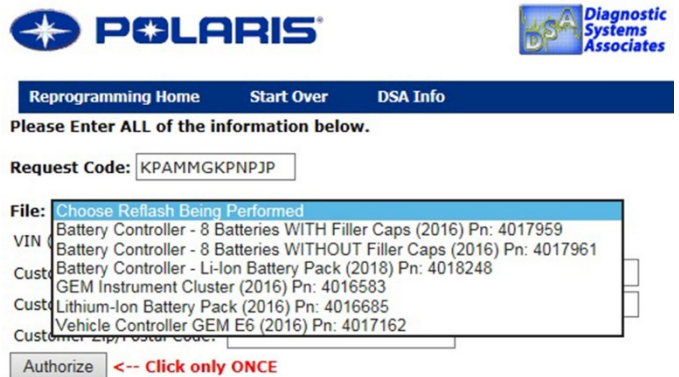 POLARIS
DSA Diagnostic Systems Associates
Reprogramming Home Start Over DSA Info
Please Enter ALL of the information below.
Request Code: KPAMMGKPNPJP
File: Choose Reflash Being Performed
Battery Controller - 8 Batteries WITH Filler Caps (2016) Pn: 4017959
VIN (
Battery Controller - 8 Batteries WITHOUT Filler Caps (2016) Pn: 4017961
Battery Controller - Li-Ion Battery Pack (2018) Pn: 4018248
Custo
GEM Instrument Cluster (2016) Pn: 4016583
Custo
Lithium-Ion Battery Pack (2016) Pn: 4016685
Vehicle Controller GEM E6 (2016) Pn: 4017162
Customer Zip/Postal Code:
Authorize <-- Click only ONCE